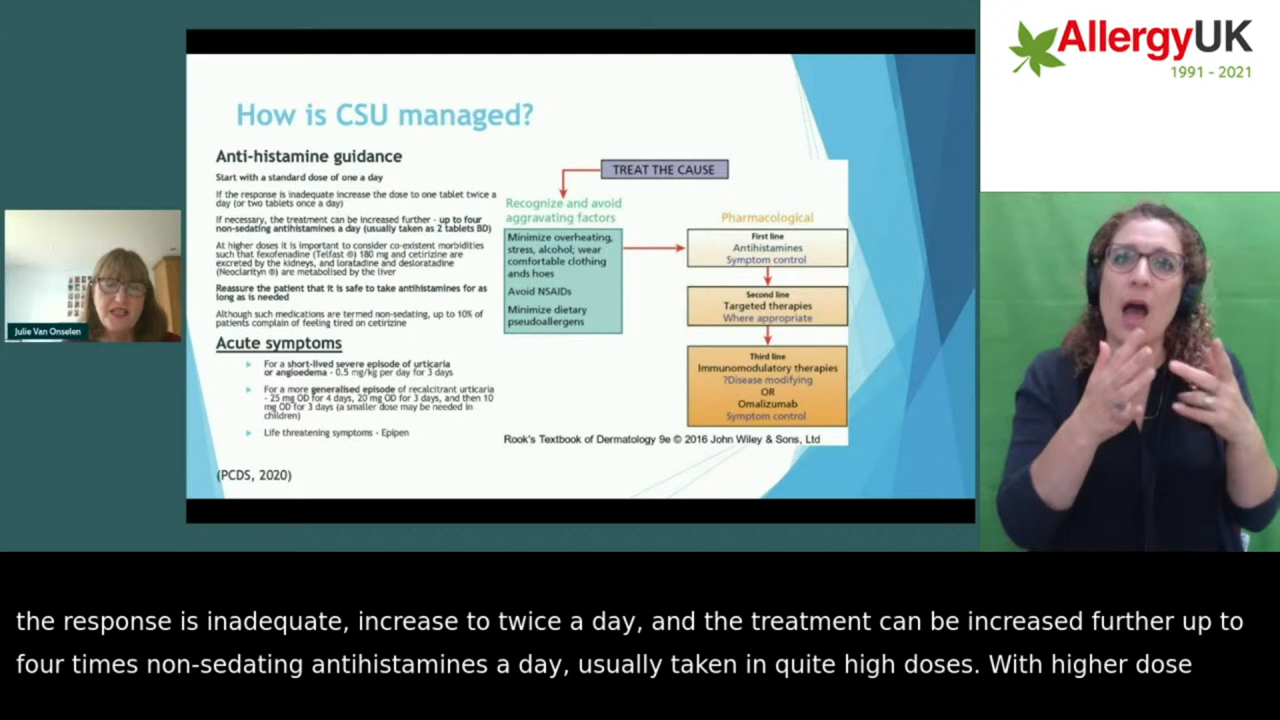 AllergyUK
1991 - 2021
How is CSU managed?
Anti-histamine guidance
Start with a standard dose of one a day
If the response is inadequate increase the dose to one tablet twice a
day (or two tablets once a day)
If necessary, the treatment can be increased further - up to four
non-sedating antihistamines a day (usually taken as 2 tablets BD)
At higher doses it is important to consider co-existent morbidities
such that fexofenadine (Telfast ®) 180 mg and cetirizine are
excreted by the kidneys, and loratadine and desloratadine
(Neoclarityn ®) are metabolised by the liver
Reassure the patient that it is safe to take antihistamines for as
long as is needed
Although such medications are termed non-sedating, up to 10% of
patients complain of feeling tired on cetirizine
Acute symptoms
For a short-lived severe episode of urticaria
or angioedema - 0.5 mg/kg per day for 3 days
For a more generalised episode of recalcitrant urticaria
- 25 mg OD for 4 days, 20 mg OD for 3 days, and then 10
mg OD for 3 days (a smaller dose may be needed in
children)
Life threatening symptoms - Epipen
(PCDS, 2020)
TREAT THE CAUSE
Recognize and avoid
aggravating factors
Minimize overheating,
stress, alcohol; wear
comfortable clothing
ands hoes
Avoid NSAIDs
Minimize dietary
pseudoallergens
Pharmacological
First line
Antihistamines
Symptom control
Second line
Targeted therapies
Where appropriate
Third line
Immunomodulatory therapies
?Disease modifying
OR
Omalizumab
Symptom control
Rook's Textbook of Dermatology 9e © 2016 John Wiley & Sons, Ltd
Julie Van Onselen
the response is inadequate, increase to twice a day, and the treatment can be increased further up to
four times non-sedating antihistamines a day, usually taken in quite high doses. With higher dose